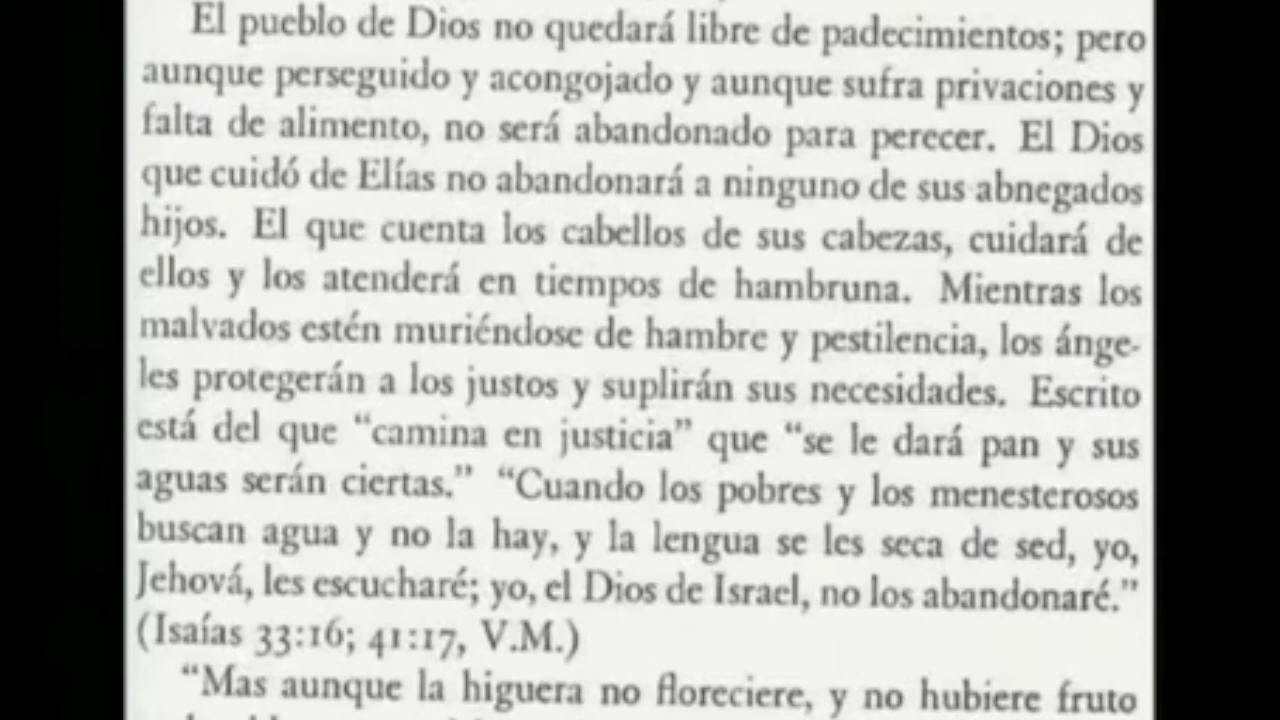 El pueblo de Dios no quedará libre de padecimientos; pero
aunque perseguido y acongojado y aunque sufra privaciones y
falta de alimento, no será abandonado para perecer. El Dios
que cuidó de Elías no abandonará a ninguno de sus abnegados
hijos. El que cuenta los cabellos de sus cabezas, cuidará de
ellos y los atenderá en tiempos de hambruna. Mientras los
malvados estén muriéndose de hambre y pestilencia, los ánge-
les protegerán a los justos y suplirán sus necesidades. Escrito
está del que “camina en justicia” que “se le dará pan y sus
aguas serán ciertas.” “Cuando los pobres y los menesterosos
buscan agua y no la hay, y la lengua se les seca de sed, yo,
Jehová, les escucharé; yo, el Dios de Israel, no los abandonaré.”
(Isaías 33:16; 41:17, V.M.)
“Mas aunque la higuera no floreciere, y no hubiere fruto